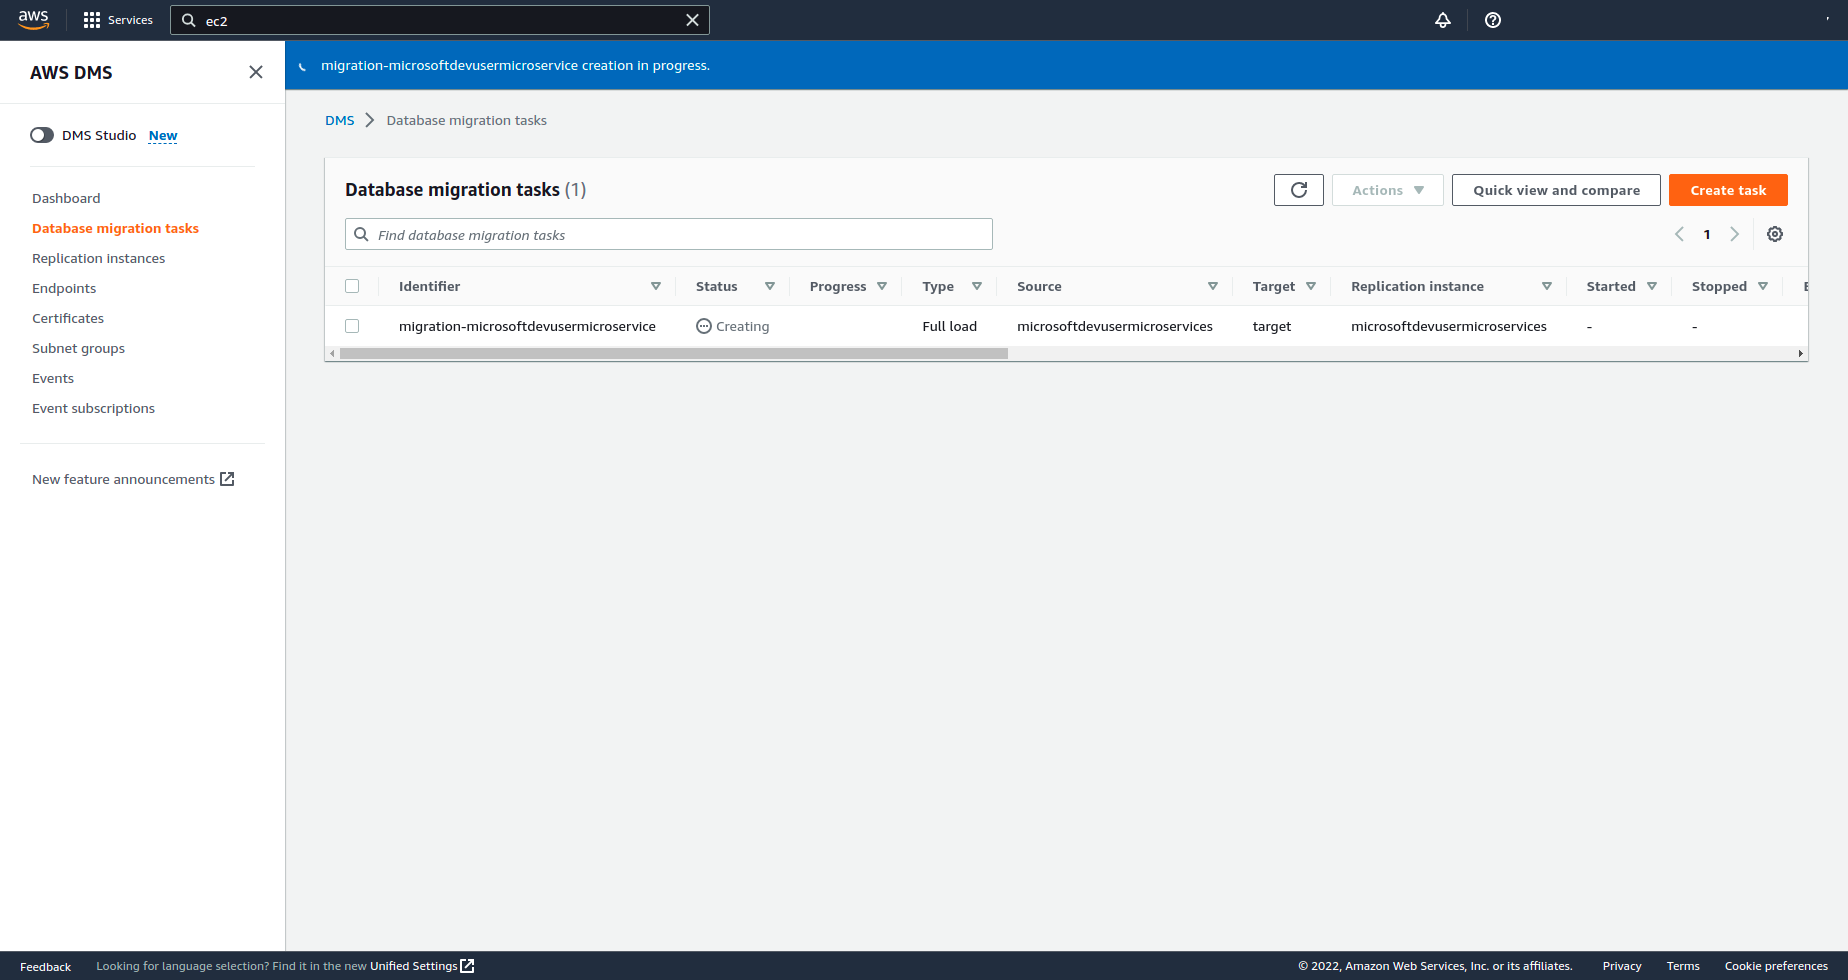 aws Services ec2
AWS DMS
migration-microsoftdevusermicroservice creation in progress.
DMS Studio New
Dashboard
Database migration tasks
Replication instances
Endpoints
Certificates
Subnet groups
Events
Event subscriptions
New feature announcements
DMS Database migration tasks
Database migration tasks (1)
Actions Quick view and compare Create task
Find database migration tasks
1
Identifier Status Progress Type Source Target Replication instance Started Stopped
migration-microsoftdevusermicroservice Creating Full load microsoftdevusermicroservices target microsoftdevusermicroservices - -
Feedback Looking for language selection? Find it in the new Unified Settings © 2022, Amazon Web Services, Inc. or its affiliates. Privacy Terms Cookie preferences